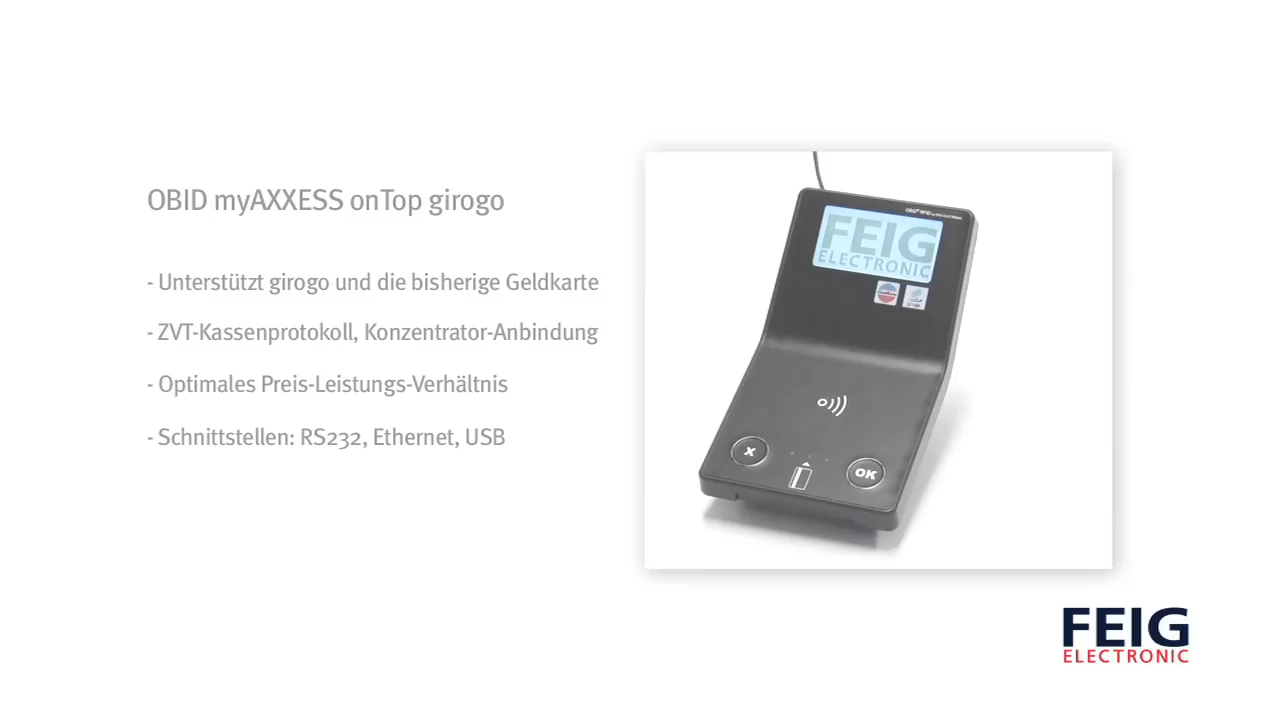 OBID myAXXESS onTop girogo
- Unterstützt girogo und die bisherige Geldkarte
- ZVT-Kassenprotokoll, Konzentrator-Anbindung
- Optimales Preis-Leistungs-Verhältnis
- Schnittstellen: RS232, Ethernet, USB
FEIG
ELECTRONIC
X
OK
FEIG
ELECTRONIC